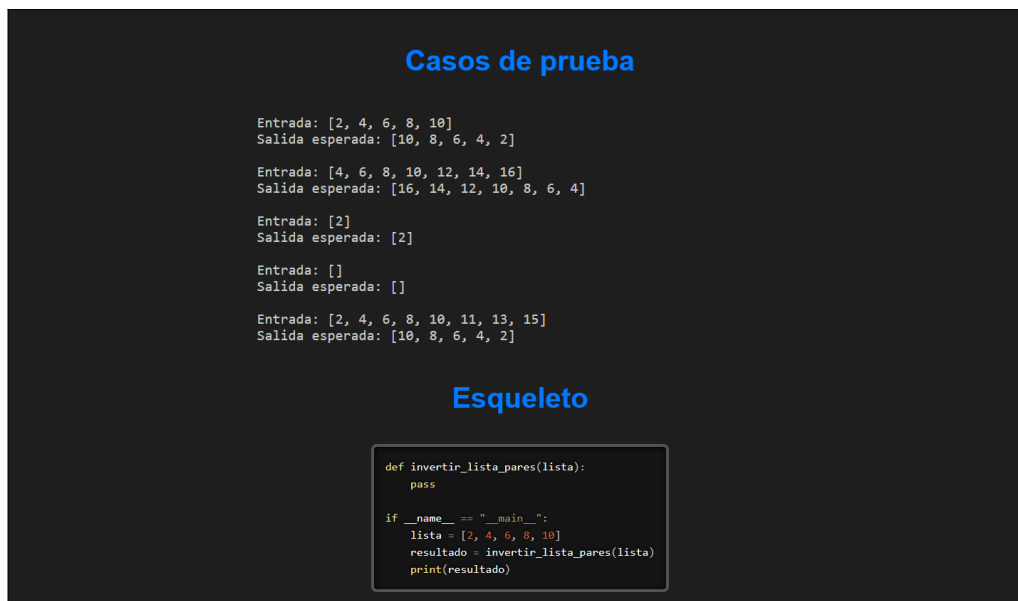 Casos de prueba
Entrada: [2, 4, 6, 8, 10]
Salida esperada: [10, 8, 6, 4, 2]
Entrada: [4, 6, 8, 10, 12, 14, 16]
Salida esperada: [16, 14, 12, 10, 8, 6, 4]
Entrada: [2]
Salida esperada: [2]
Entrada: []
Salida esperada: []
Entrada: [2, 4, 6, 8, 10, 11, 13, 15]
Salida esperada: [10, 8, 6, 4, 2]
Esqueleto
def invertir_lista_pares(lista):
    pass
if __name__ == "__main__":
    lista = [2, 4, 6, 8, 10]
    resultado = invertir_lista_pares(lista)
    print(resultado)